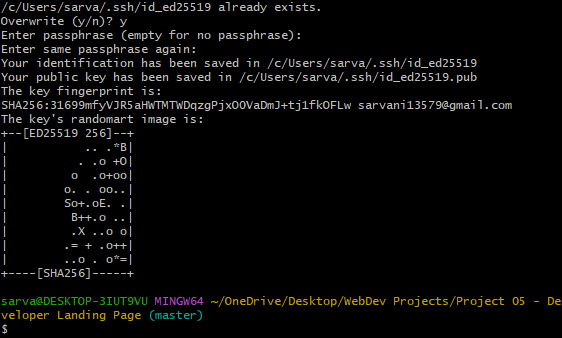 /c/Users/sarva/.ssh/id_ed25519 already exists.
Overwrite (y/n)? y
Enter passphrase (empty for no passphrase):
Enter same passphrase again:
Your identification has been saved in /c/Users/sarva/.ssh/id_ed25519
Your public key has been saved in /c/Users/sarva/.ssh/id_ed25519.pub
The key fingerprint is:
SHA256:31699mfyVJR5aHWTMTWDqzgPjxOOVaDmJ+tj1fkOFLw sarvani13579@gmail.com
The key's randomart image is:
+--[ED25519 256]--+
|          .. .*B|
|         . .o +O|
|        o  .o+oo|
|       o. . oo..|
|       So+.oE. .|
|        B++.o ..|
|        .X ..o o|
|       .= + .o++|
|       ..o . o*=|
+----[SHA256]-----+
sarva@DESKTOP-3IUT9VU MINGW64 ~/OneDrive/Desktop/WebDev Projects/Project 05 - De
veloper Landing Page (master)
$